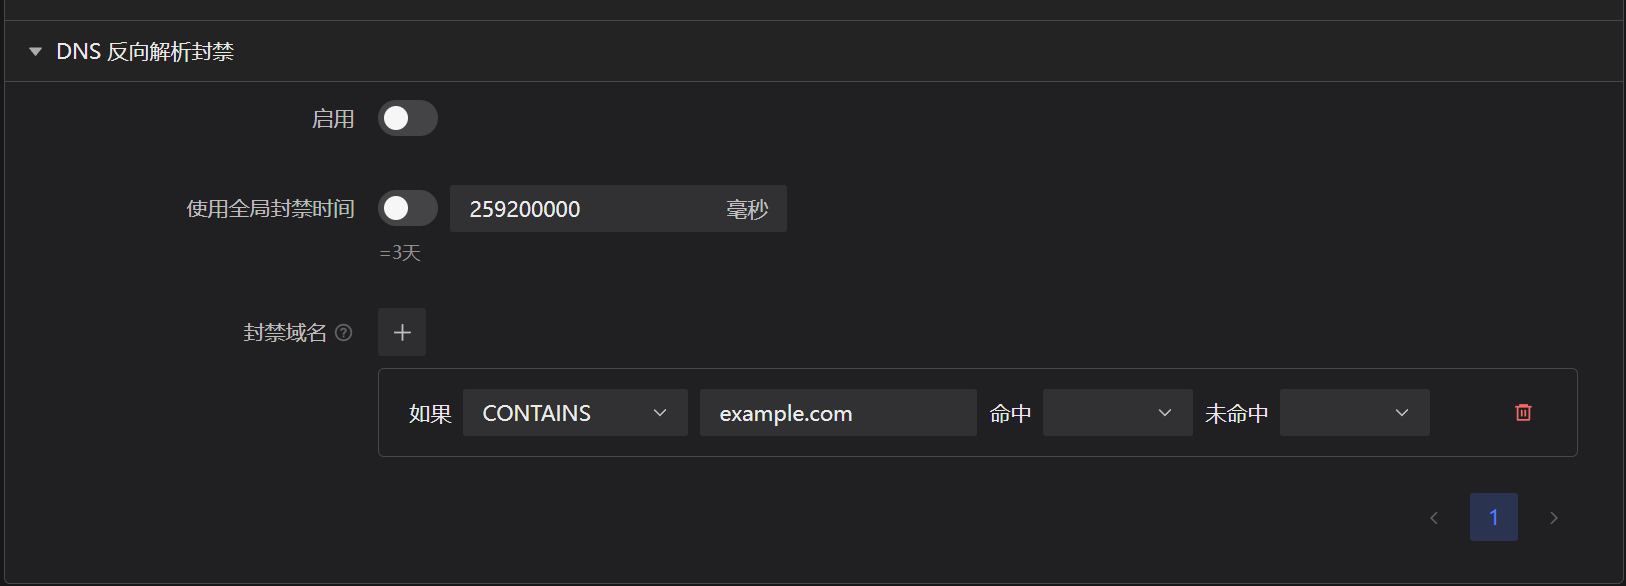 DNS 反向解析封禁
启用
使用全局封禁时间 259200000 毫秒
=3天
封禁域名 +
如果 CONTAINS example.com 命中 未命中
1